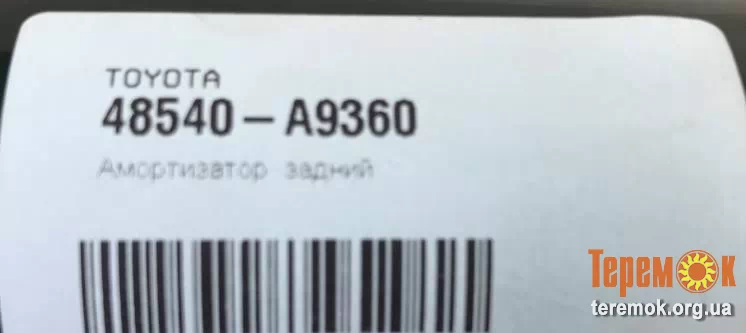 TOYOTA
48540-A9360
Амортизатор задний
Теремок
teremok.org.ua